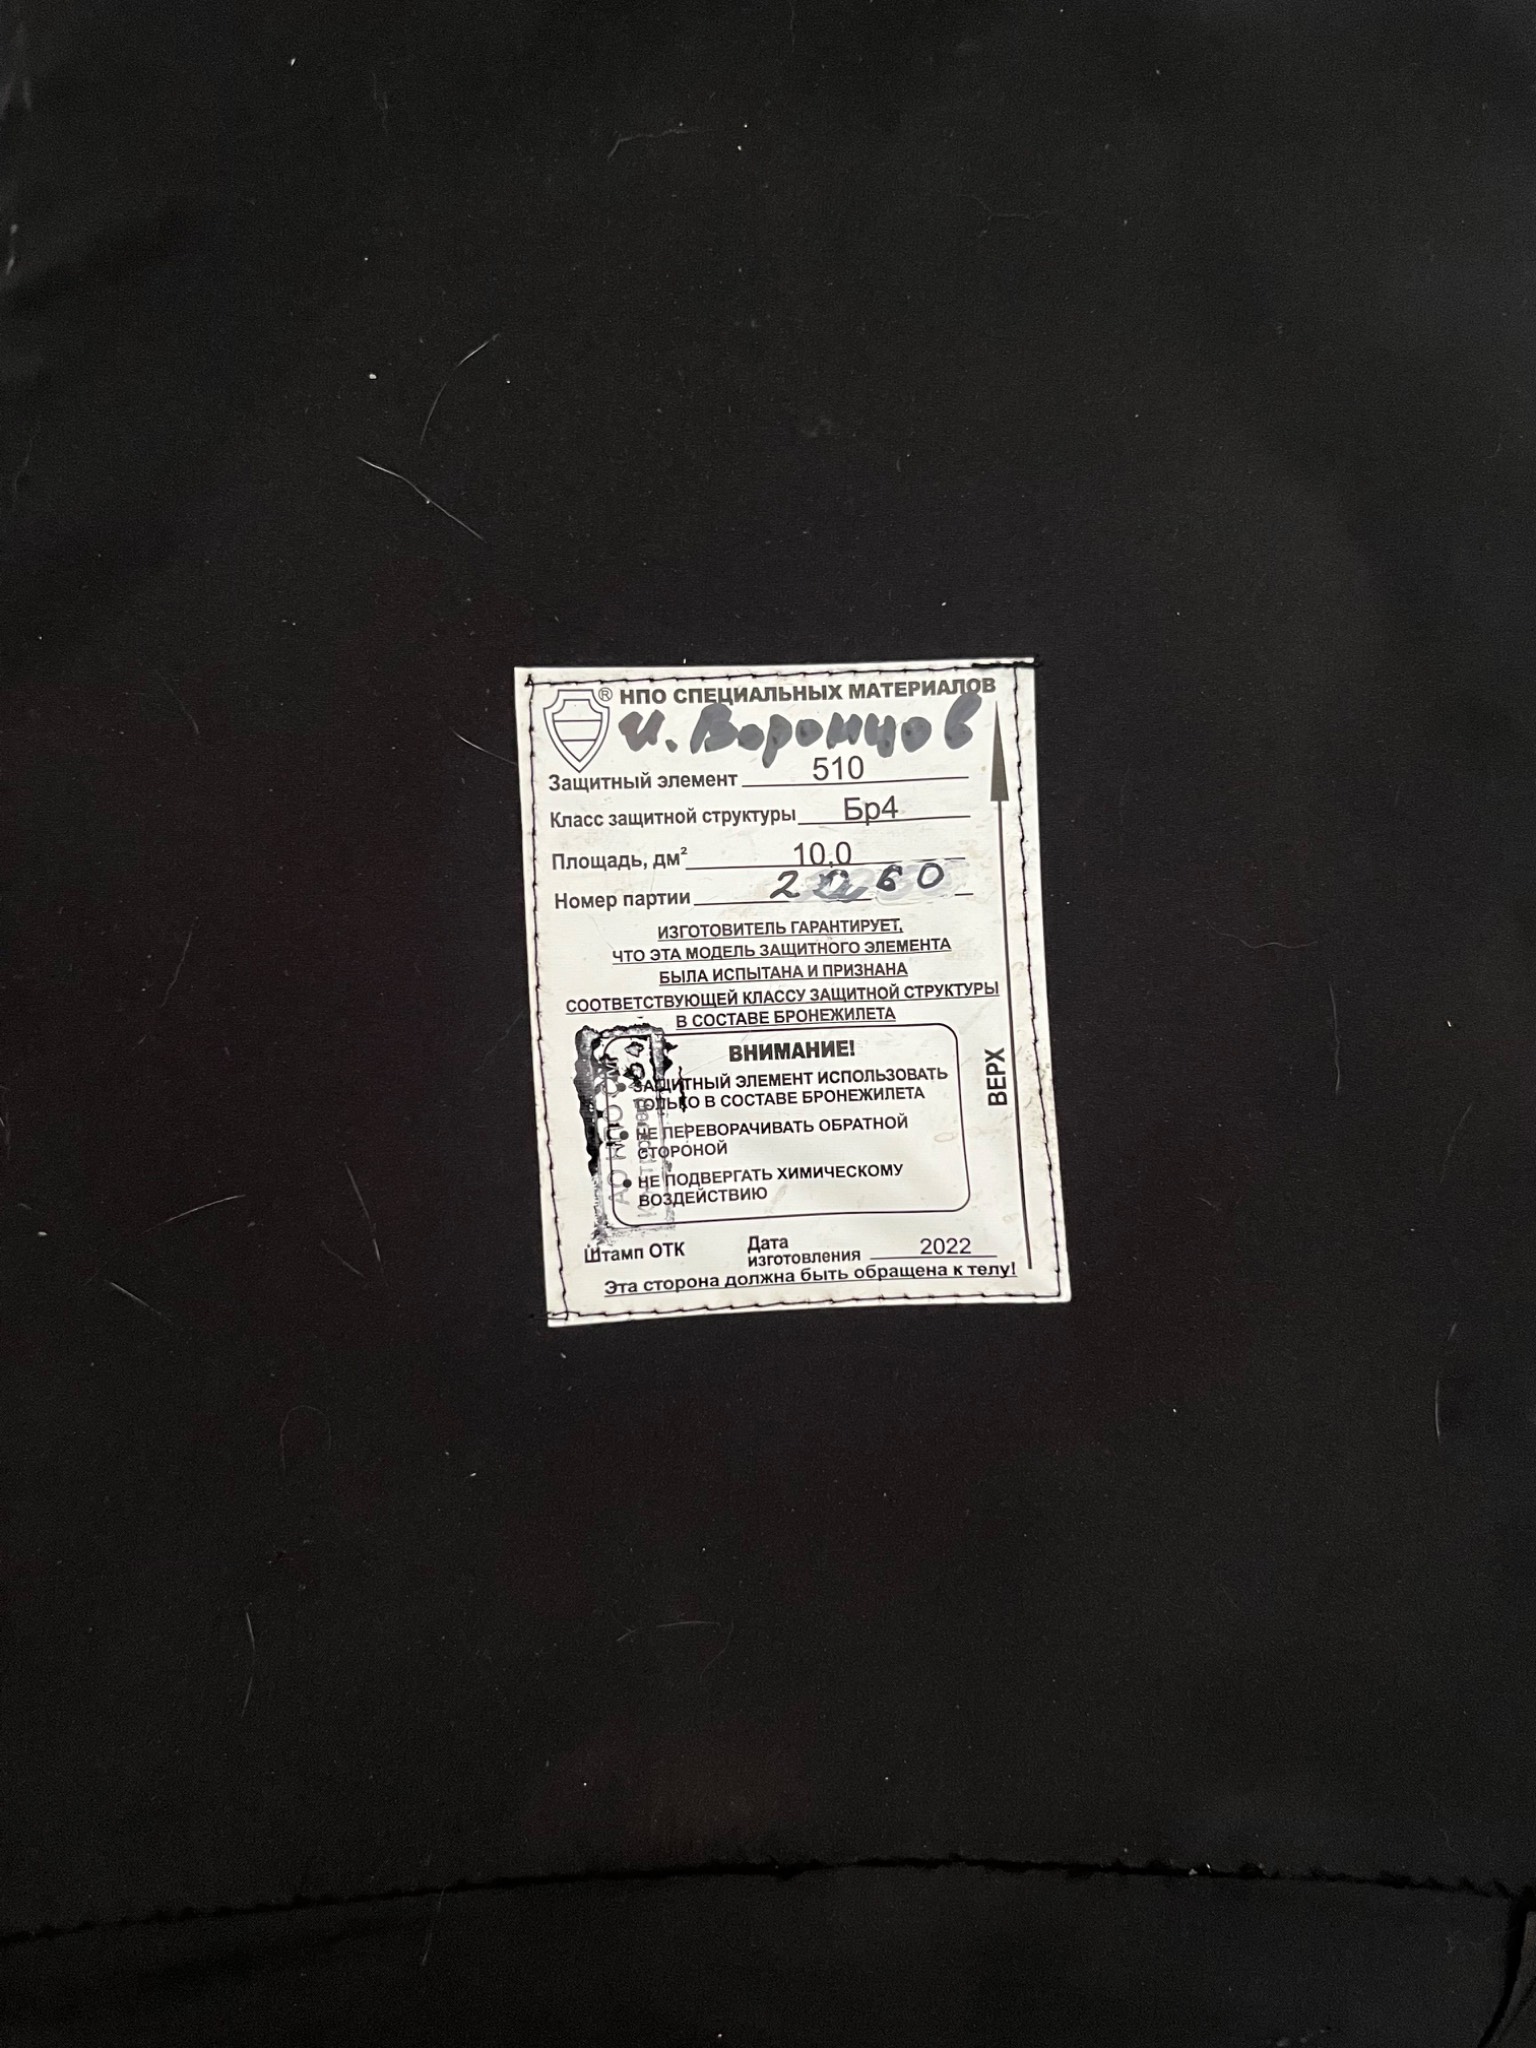 ® НПО СПЕЦИАЛЬНЫХ МАТЕРИАЛОВ
И. Воронцов
Защитный элемент 510
Класс защитной структуры Бр4
Площадь, дм² 10,0
Номер партии
ИЗГОТОВИТЕЛЬ ГАРАНТИРУЕТ,
ЧТО ЭТА МОДЕЛЬ ЗАЩИТНОГО ЭЛЕМЕНТА
БЫЛА ИСПЫТАНА И ПРИЗНАНА
СООТВЕТСТВУЮЩЕЙ КЛАССУ ЗАЩИТНОЙ СТРУКТУРЫ
В СОСТАВЕ БРОНЕЖИЛЕТА
ВНИМАНИЕ!
• ЗАЩИТНЫЙ ЭЛЕМЕНТ ИСПОЛЬЗОВАТЬ
ТОЛЬКО В СОСТАВЕ БРОНЕЖИЛЕТА
• НЕ ПЕРЕВОРАЧИВАТЬ ОБРАТНОЙ
СТОРОНОЙ
• НЕ ПОДВЕРГАТЬ ХИМИЧЕСКОМУ
ВОЗДЕЙСТВИЮ
ВЕРХ
АО НПО СМ
Штамп ОТК
Дата
изготовления 2022
Эта сторона должна быть обращена к телу!